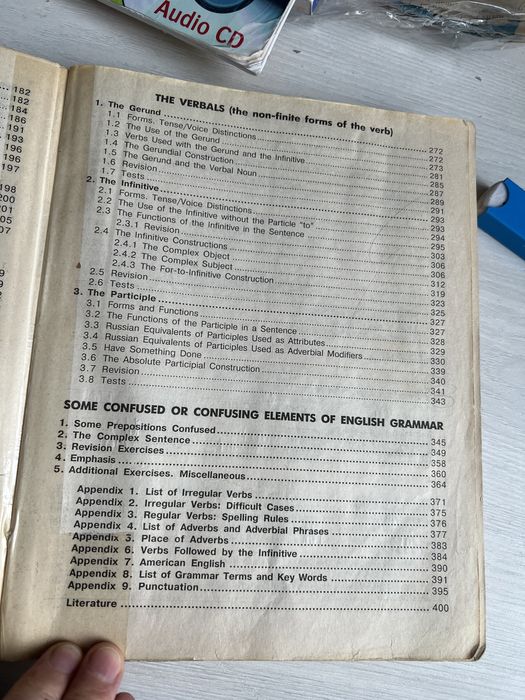 Audio CD
182
182
184
186
191
193
196
196
197
198
200
201
205
07
THE VERBALS (the non-finite forms of the verb)
1. The Gerund ... 272
1.1 Forms. Tense/Voice Distinctions ... 272
1.2 The Use of the Gerund ... 273
1.3 Verbs Used with the Gerund and the Infinitive ... 281
1.4 The Gerundial Construction ... 285
1.5 The Gerund and the Verbal Noun ... 287
1.6 Revision ... 289
1.7 Tests ... 291
2. The Infinitive ... 293
2.1 Forms. Tense/Voice Distinctions ... 293
2.2 The Use of the Infinitive without the Particle "to" ... 294
2.3 The Functions of the Infinitive in the Sentence ... 295
2.3.1 Revision ... 303
2.4 The Infinitive Constructions ... 306
2.4.1 The Complex Object ... 306
2.4.2 The Complex Subject ... 312
2.4.3 The For-to-Infinitive Construction ... 319
2.5 Revision ... 323
2.6 Tests ... 325
3. The Participle ... 327
3.1 Forms and Functions ... 327
3.2 The Functions of the Participle in a Sentence ... 328
3.3 Russian Equivalents of Participles Used as Attributes ... 329
3.4 Russian Equivalents of Participles Used as Adverbial Modifiers ... 330
3.5 Have Something Done ... 339
3.6 The Absolute Participial Construction ... 340
3.7 Revision ... 341
3.8 Tests ... 343
SOME CONFUSED OR CONFUSING ELEMENTS OF ENGLISH GRAMMAR
1. Some Prepositions Confused ... 345
2. The Complex Sentence ... 349
3. Revision Exercises ... 358
4. Emphasis ... 360
5. Additional Exercises. Miscellaneous ... 364
Appendix 1. List of Irregular Verbs ... 371
Appendix 2. Irregular Verbs: Difficult Cases ... 375
Appendix 3. Regular Verbs: Spelling Rules ... 376
Appendix 4. List of Adverbs and Adverbial Phrases ... 377
Appendix 5. Place of Adverbs ... 383
Appendix 6. Verbs Followed by the Infinitive ... 384
Appendix 7. American English ... 390
Appendix 8. List of Grammar Terms and Key Words ... 391
Appendix 9. Punctuation ... 395
Literature ... 400